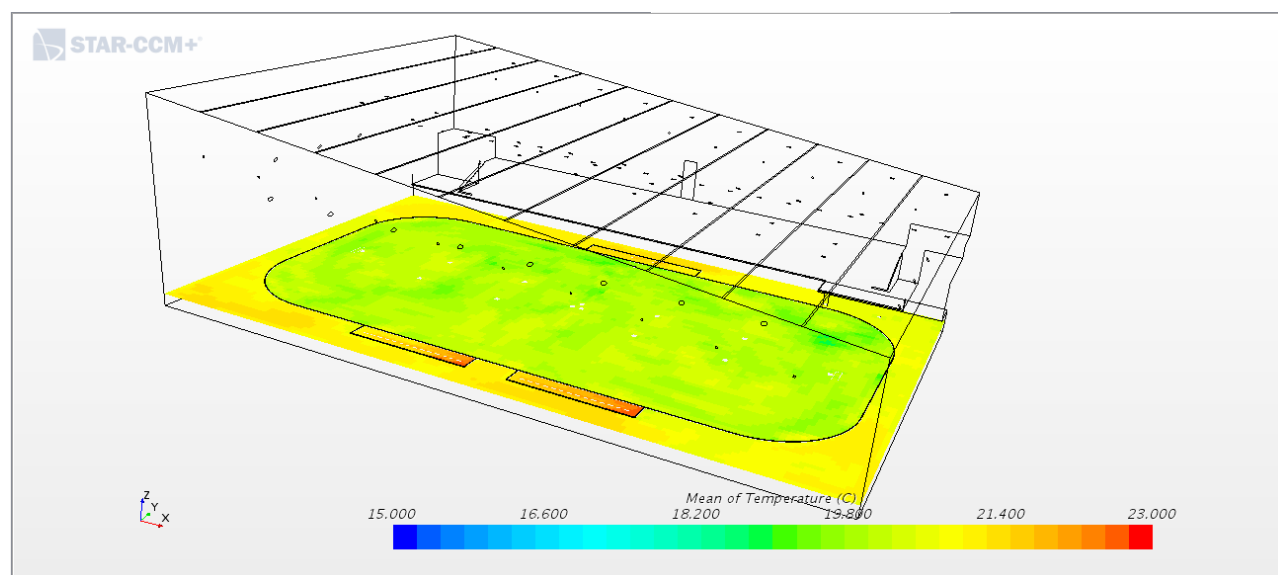 STAR-CCM+
Z
Y
X
Mean of Temperature (C)
15.000 16.600 18.200 19.800 21.400 23.000